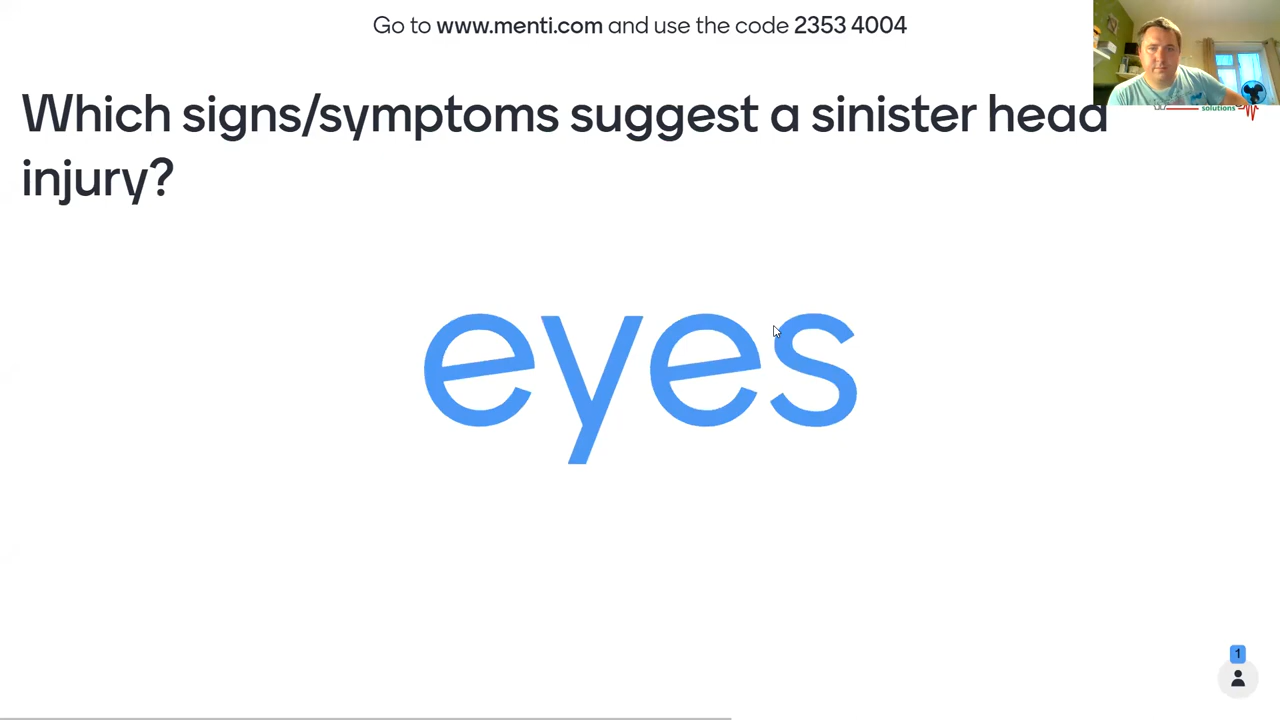 Go to www.menti.com and use the code 2353 4004
Which signs/symptoms suggest a sinister head
injury?
solutions
eyes
1